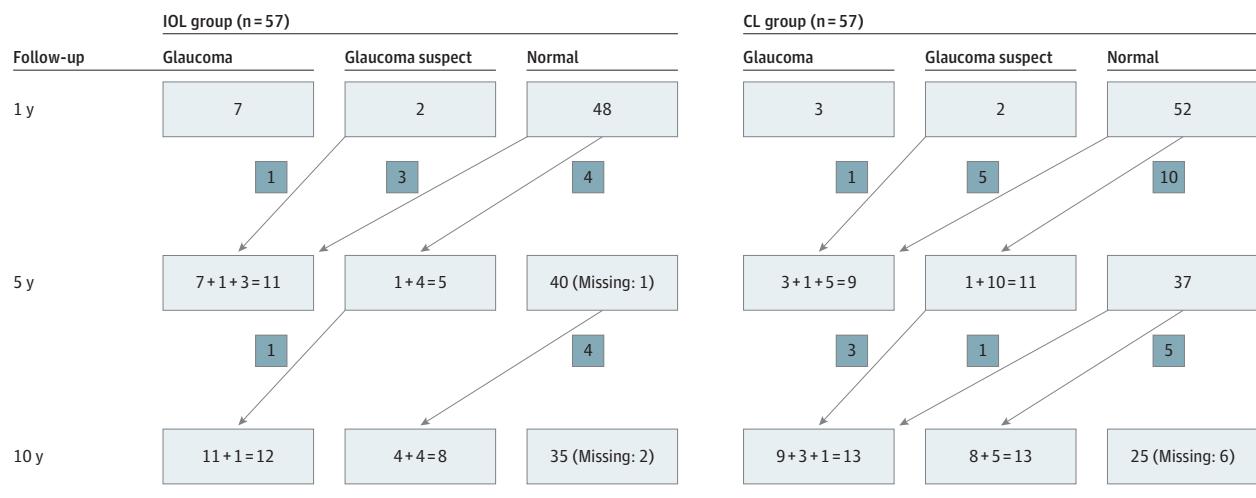 IOL group (n = 57) CL group (n = 57)
Follow-up Glaucoma Glaucoma suspect Normal Glaucoma Glaucoma suspect Normal
1 y 7 2 48 3 2 52
1 3 4 1 5 10
5 y 7 + 1 + 3 = 11 1 + 4 = 5 40 (Missing: 1) 3 + 1 + 5 = 9 1 + 10 = 11 37
1 4 3 1 5
10 y 11 + 1 = 12 4 + 4 = 8 35 (Missing: 2) 9 + 3 + 1 = 13 8 + 5 = 13 25 (Missing: 6)